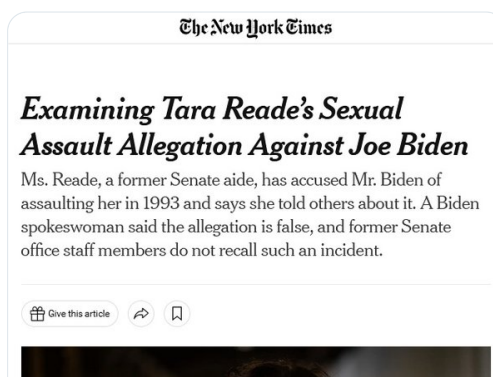 The New York Times
Examining Tara Reade's Sexual
Assault Allegation Against Joe Biden
Ms. Reade, a former Senate aide, has accused Mr. Biden of
assaulting her in 1993 and says she told others about it. A Biden
spokeswoman said the allegation is false, and former Senate
office staff members do not recall such an incident.
Give this article